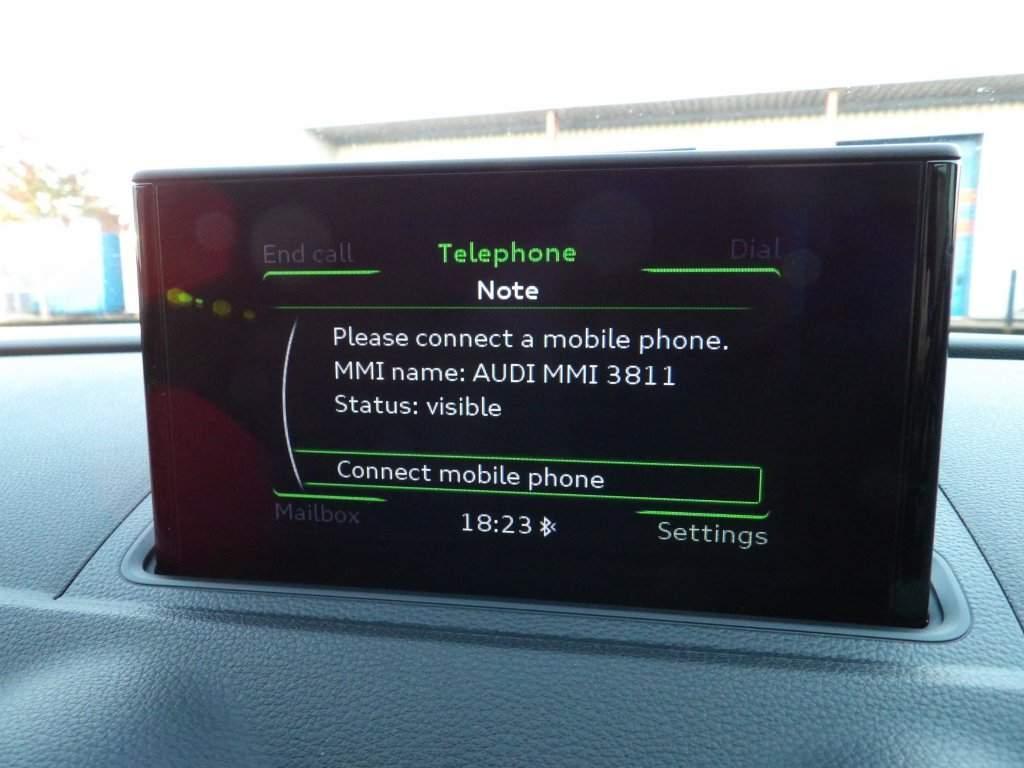 End call Telephone Dial
Note
Please connect a mobile phone.
MMI name: AUDI MMI 3811
Status: visible
Connect mobile phone
Mailbox 18:23 Settings